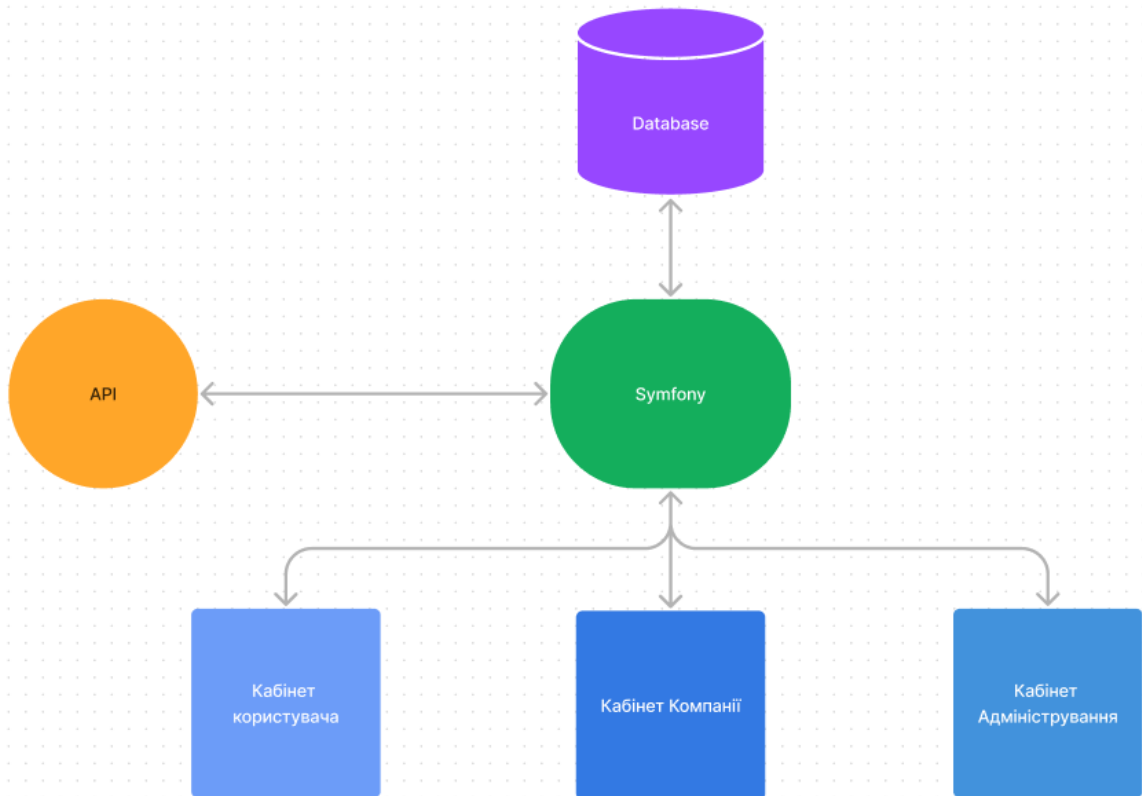 Database
API
Symfony
Кабінет
користувача
Кабінет Компанії
Кабінет
Адміністрування